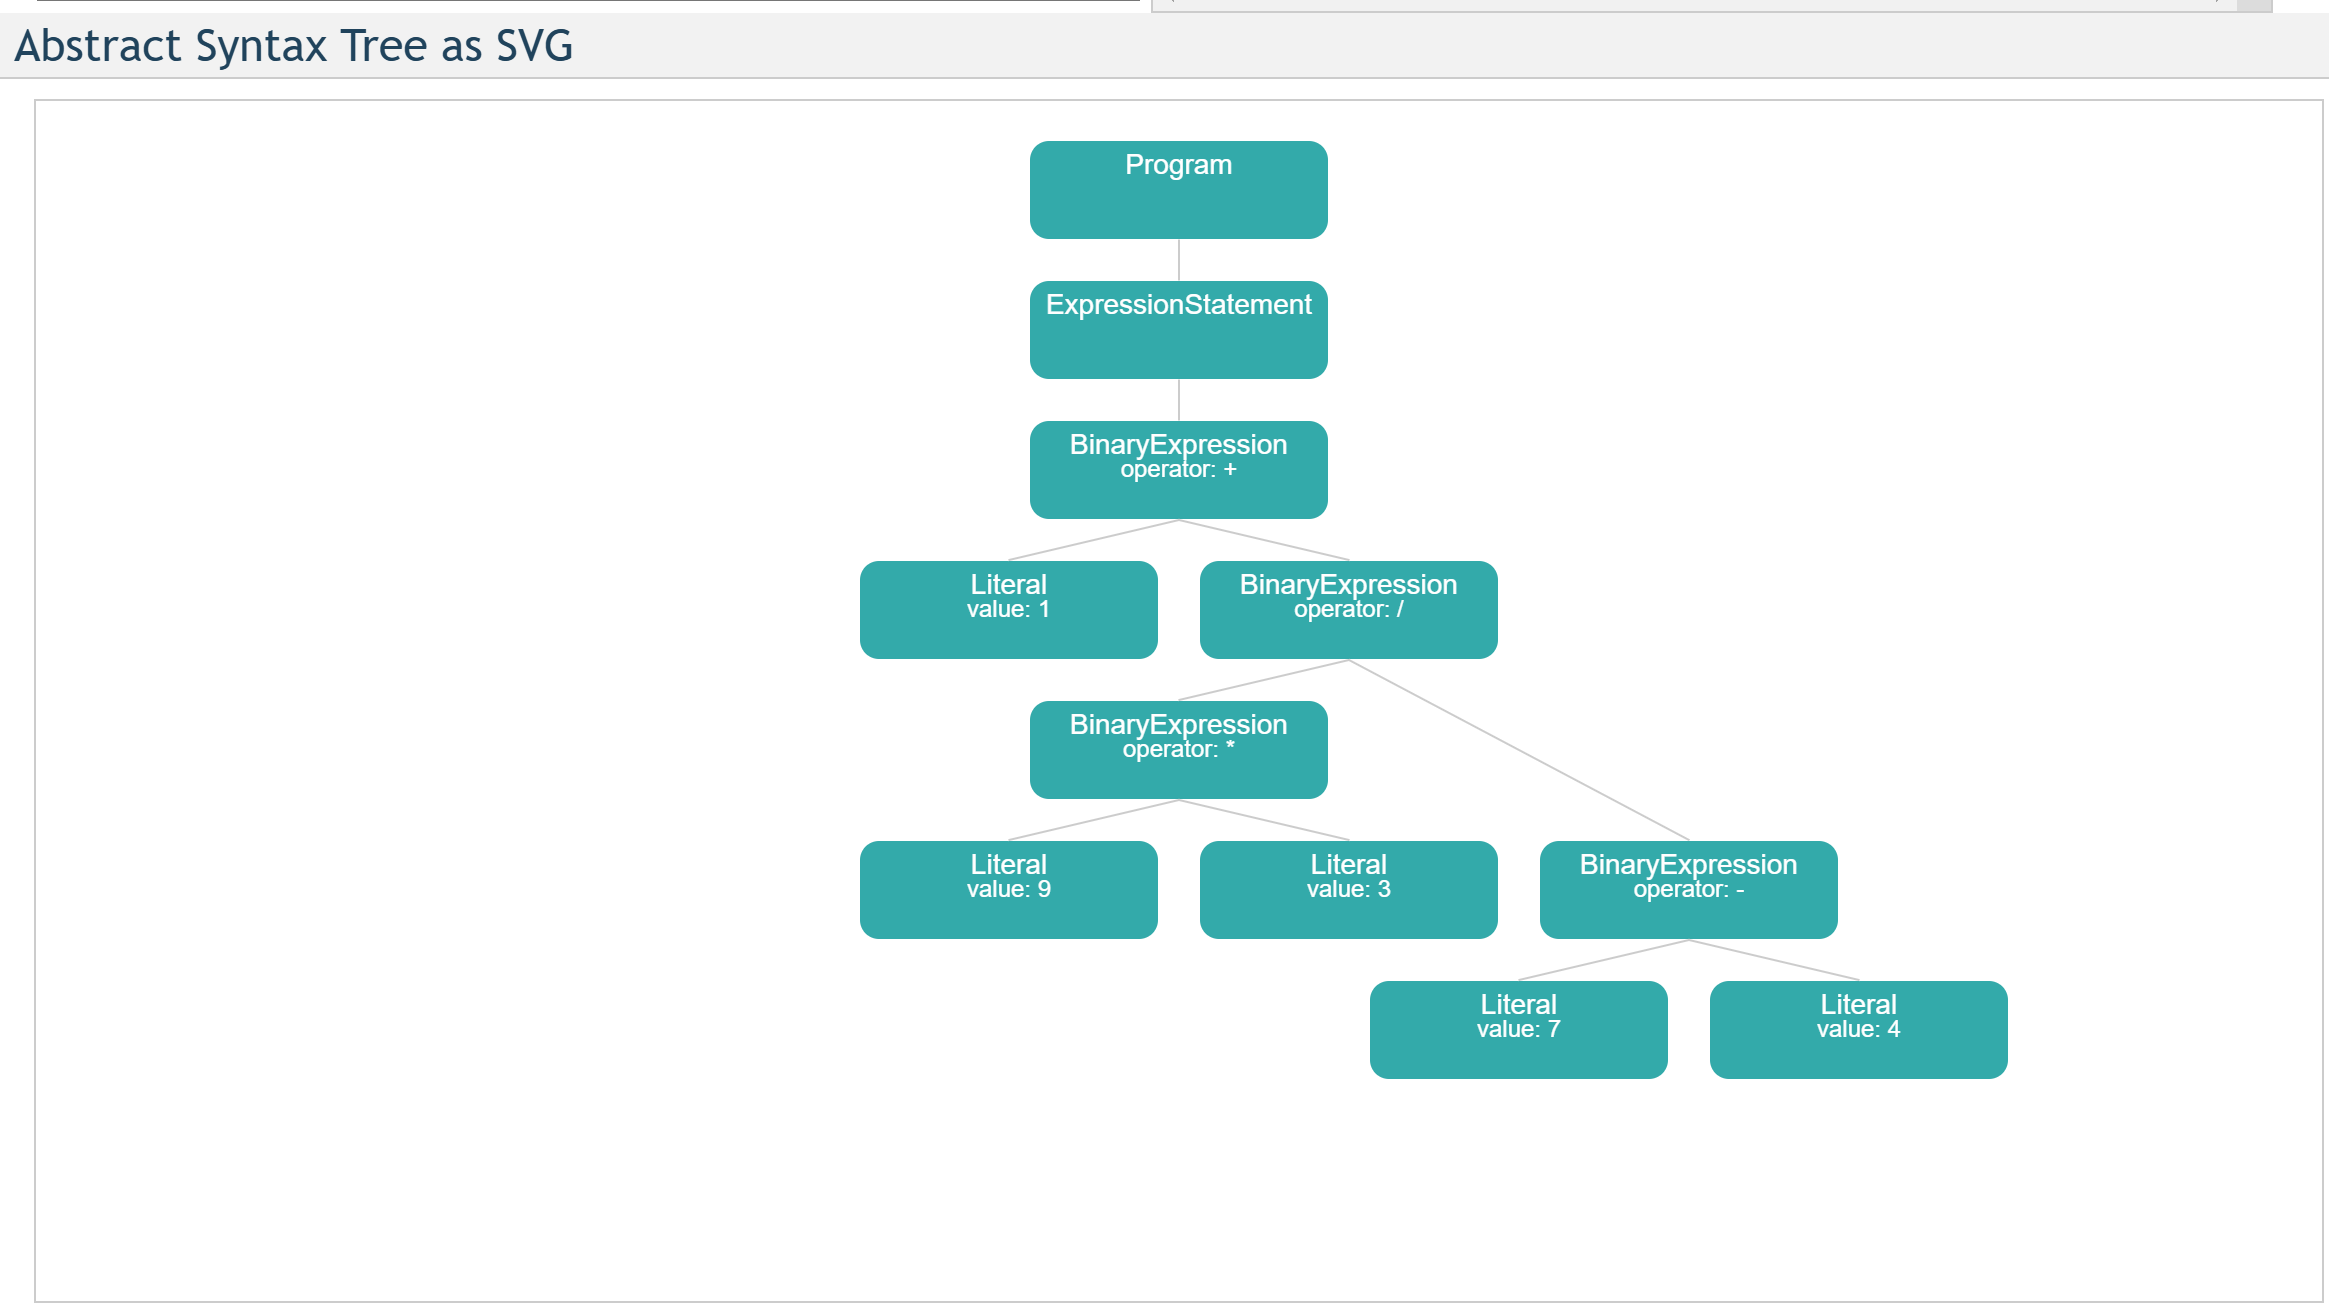 Abstract Syntax Tree as SVG
Program
ExpressionStatement
BinaryExpression
operator: +
Literal
value: 1
BinaryExpression
operator: /
BinaryExpression
operator: *
Literal
value: 9
Literal
value: 3
BinaryExpression
operator: -
Literal
value: 7
Literal
value: 4